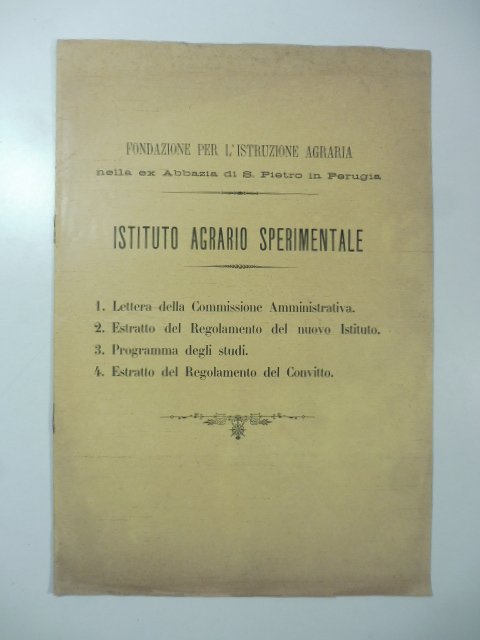 FONDAZIONE PER L'ISTRUZIONE AGRARIA
nella ex Abbazia di S. Pietro in Perugia
ISTITUTO AGRARIO SPERIMENTALE
1. Lettera della Commissione Amministrativa.
2. Estratto del Regolamento del nuovo Istituto.
3. Programma degli studi.
4. Estratto del Regolamento del Convitto.